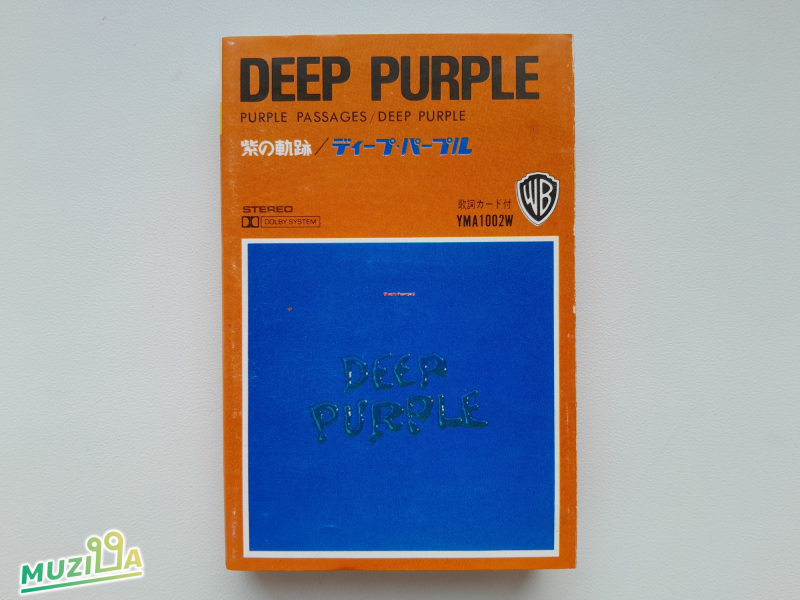 DEEP PURPLE
PURPLE PASSAGES/DEEP PURPLE
紫の軌跡/ディープ・パープル
STEREO
DOLBY SYSTEM
歌詞カード付
YMA1002W
WB
DEEP
PURPLE
MUZILLA